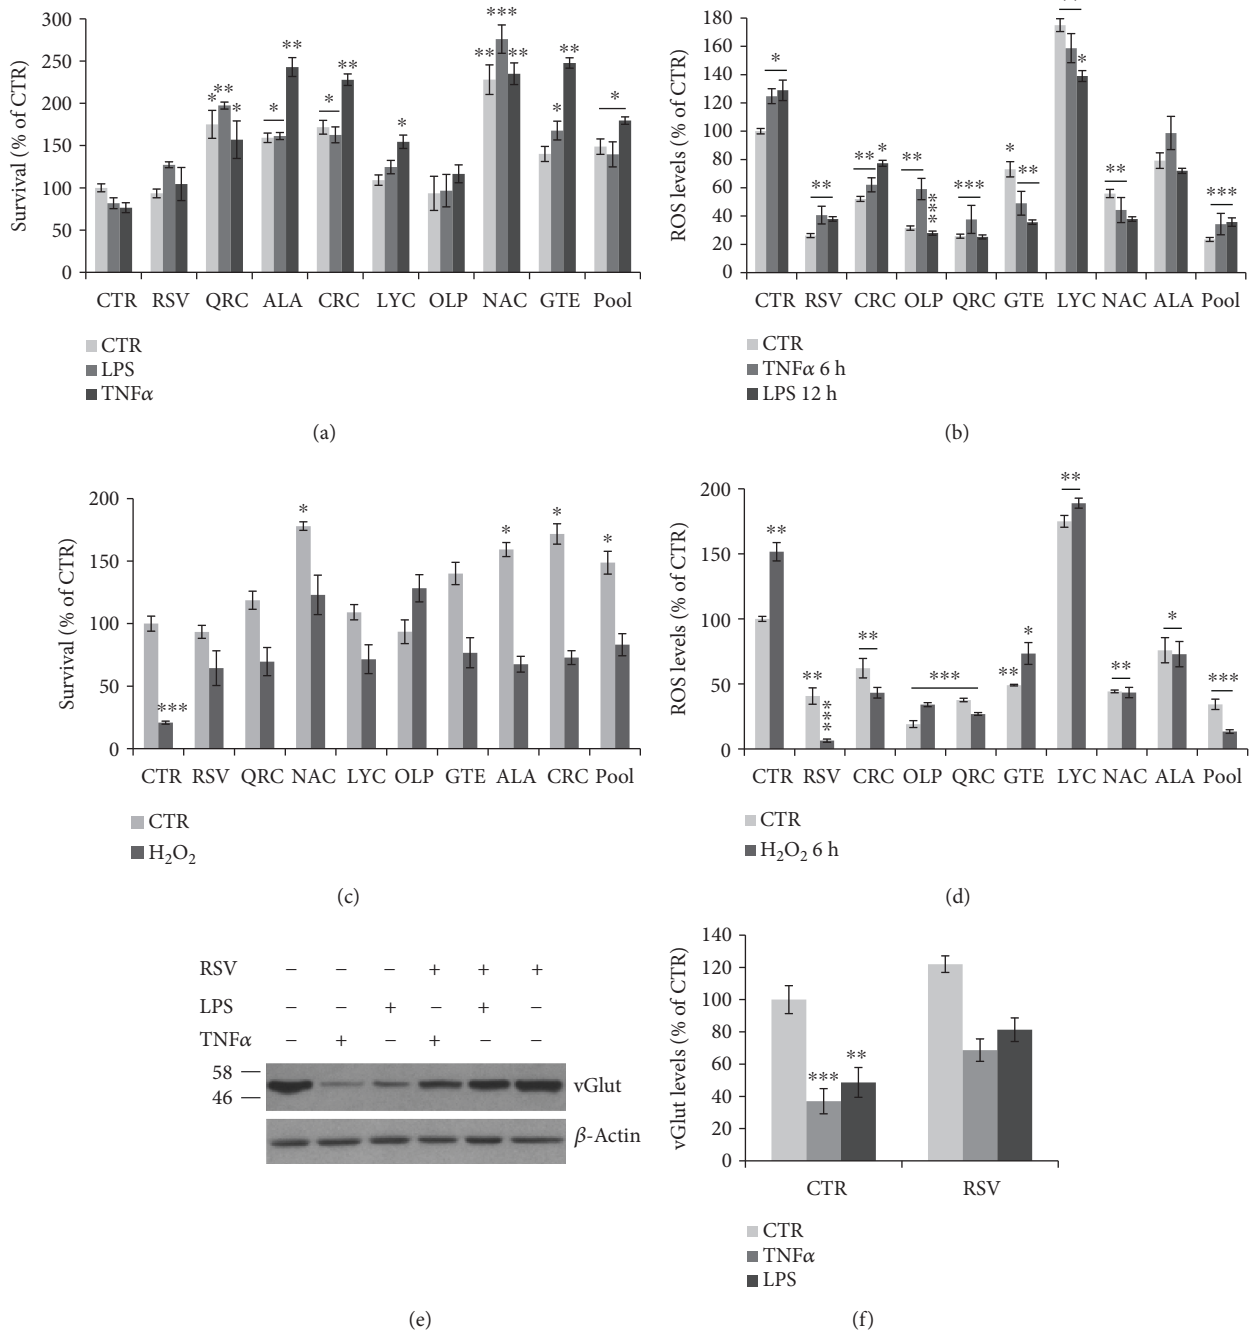 Survival (% of CTR)
300
250
200
150
100
50
0
* ** * * ** * ** * ** *** ** * ** *
CTR RSV QRC ALA CRC LYC OLP NAC GTE Pool
CTR
LPS
TNFα
(a)
ROS levels (% of CTR)
180
160
140
120
100
80
60
40
20
0
* ** ** * ** *** *** * ** ** * ** ***
CTR RSV CRC OLP QRC GTE LYC NAC ALA Pool
CTR
TNFα 6 h
LPS 12 h
(b)
Survival (% of CTR)
200
150
100
50
0
*** * * * *
CTR RSV QRC NAC LYC OLP GTE ALA CRC Pool
CTR
H₂O₂
(c)
ROS levels (% of CTR)
200
150
100
50
0
** ** *** ** *** ** * ** ** * ***
CTR RSV CRC OLP QRC GTE LYC NAC ALA Pool
CTR
H₂O₂ 6 h
(d)
RSV − − − + + +
LPS − − + − + −
TNFα − + − + − −
58
46
vGlut
β-Actin
(e)
vGlut levels (% of CTR)
140
120
100
80
60
40
20
0
*** **
CTR RSV
CTR
TNFα
LPS
(f)